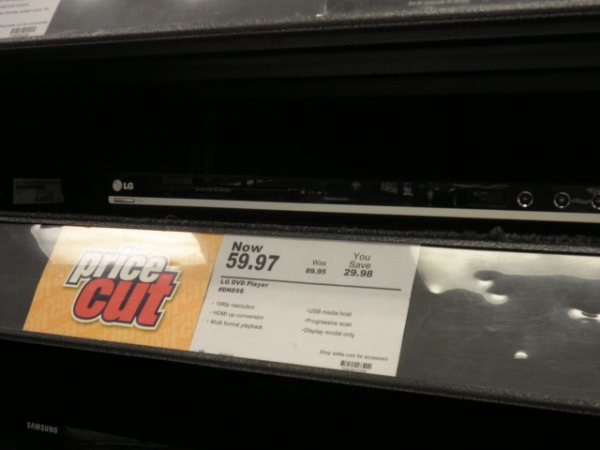 LG
price
cut
Now
59.97
Was
89.95
You
Save
29.98
LG DVD Player
#DN898
• 1080p resolution
• HDMI up-conversion
• Multi format playback
•USB media host
•Progressive scan
•Display model only
SAMSUNG